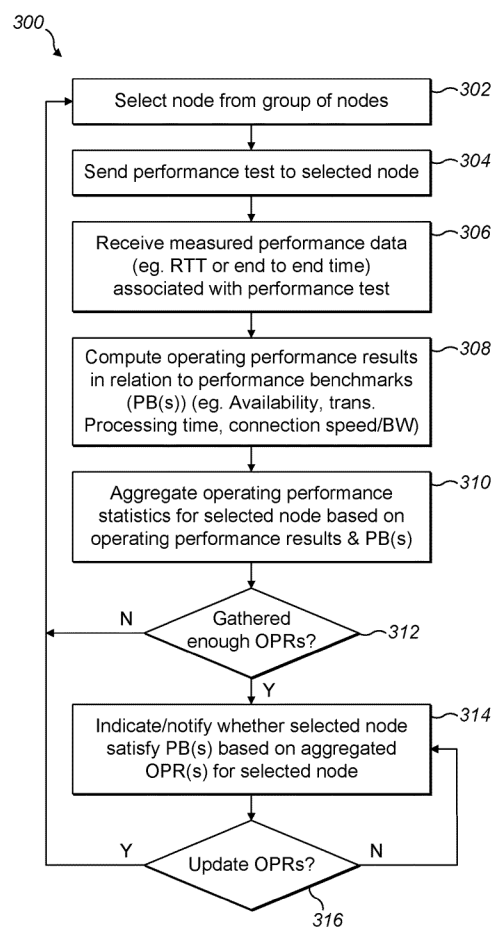 300
Select node from group of nodes
302
Send performance test to selected node
304
Receive measured performance data
(eg. RTT or end to end time)
associated with performance test
306
Compute operating performance results
in relation to performance benchmarks
(PB(s)) (eg. Availability, trans.
Processing time, connection speed/BW)
308
Aggregate operating performance
statistics for selected node based on
operating performance results & PB(s)
310
Gathered
enough OPRs?
312
N
Y
Indicate/notify whether selected node
satisfy PB(s) based on aggregated
OPR(s) for selected node
314
Update OPRs?
Y
N
316